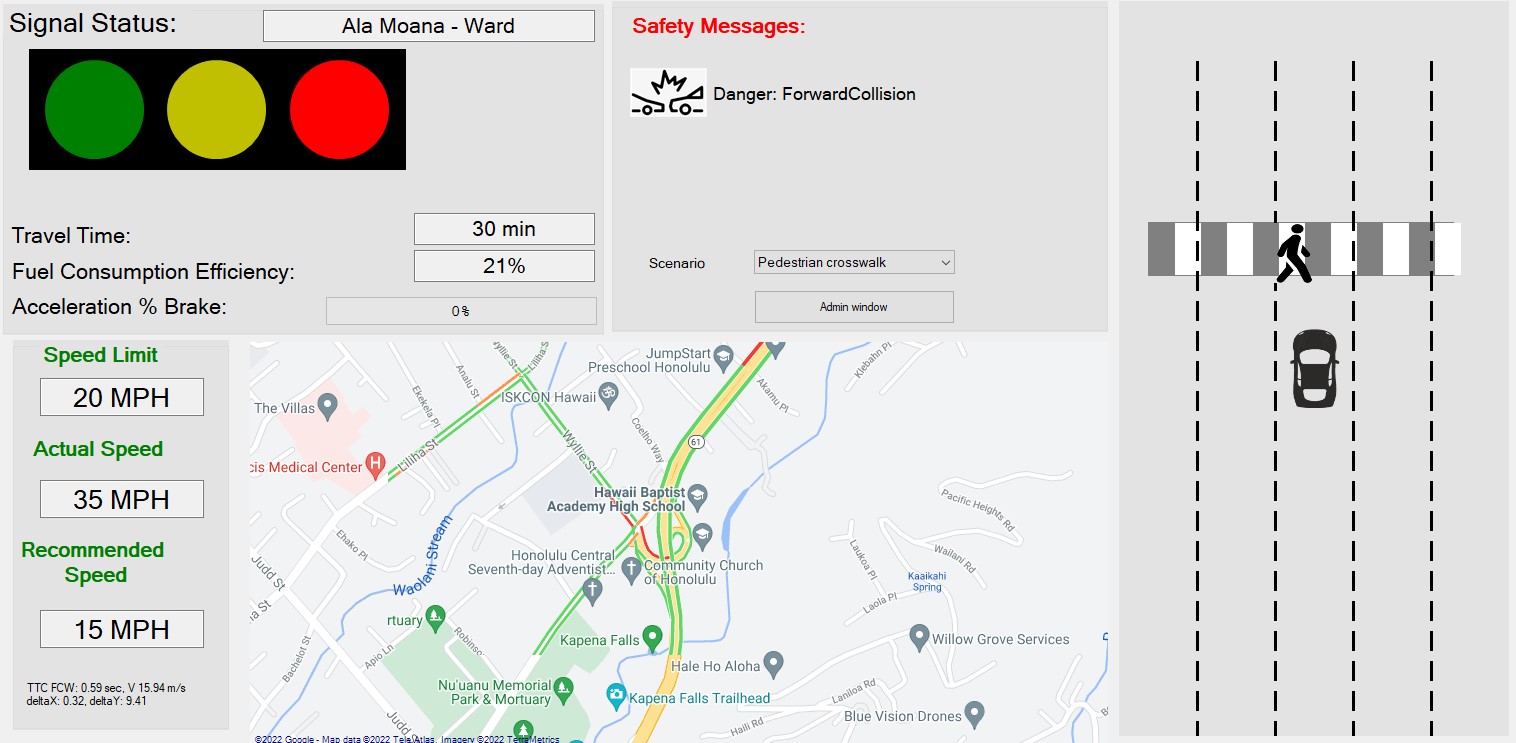 Signal Status:
Ala Moana - Ward
Travel Time:
30 min
Fuel Consumption Efficiency:
21%
Acceleration % Brake:
0%
Safety Messages:
Danger: ForwardCollision
Scenario
Pedestrian crosswalk
Admin window
Speed Limit
20 MPH
Actual Speed
35 MPH
Recommended
Speed
15 MPH
TTC FCW: 0.59 sec, V 15.94 m/s
deltaX: 0.32, deltaY: 9.41
Wyllie St
Liliha S
JumpStart
Preschool Honolulu
Klebahn Pl
Analu St
Ekekela Pl
ISKCON Hawaii
Akamu Pl
The Villas
Coelho Way
61
Wyllie St
Liliha St
cis Medical Center
H
Hawaii Baptist
Academy High School
Pacific Heights Rd
Ehako Pl
Waolani Stream
Honolulu Central
Seventh-day Adventist...
Community Church
of Honolulu
Laukoa Pl
Wailani Rd
Kaaikahi
Spring
Judd St
ha St
Laola Pl
rtuary
Robinso
Kapena Falls
Willow Grove Services
Bachelot St
Apio Ln
Hale Ho Aloha
Nu'uanu Memorial
Park & Mortuary
Kapena Falls Trailhead
Laniloa Rd
Haili Rd
Blue Vision Drones
Judd
©2022 Google - Map data ©2022 Tele Atlas, Imagery ©2022 TerraMetrics